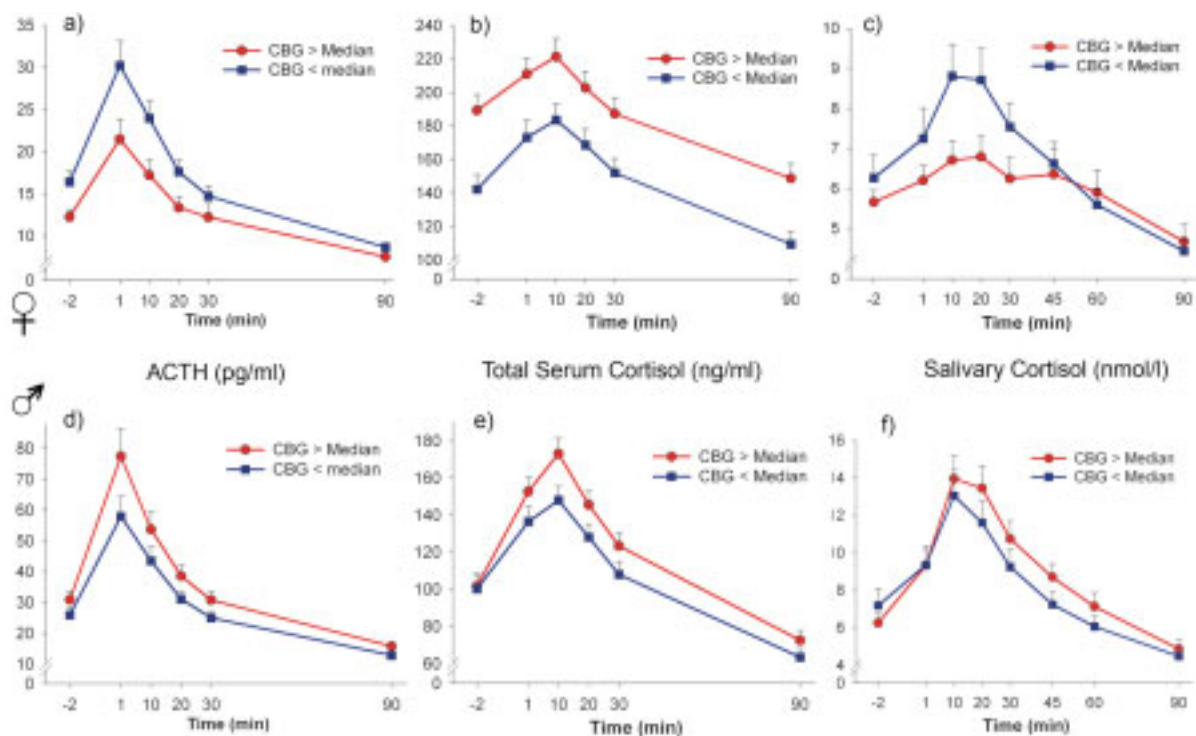 a)
35
30
25
20
15
10
0
CBG > Median
CBG < median
-2 1 10 20 30 90
Time (min)
b)
240
220
200
180
160
140
120
100
0
CBG > Median
CBG < Median
-2 1 10 20 30 90
Time (min)
c)
10
9
8
7
6
5
0
CBG > Median
CBG < Median
-2 1 10 20 30 45 60 90
Time (min)
♀
ACTH (pg/ml)
Total Serum Cortisol (ng/ml)
Salivary Cortisol (nmol/l)
♂
d)
80
70
60
50
40
30
20
10
0
CBG > Median
CBG < median
-2 1 10 20 30 90
Time (min)
e)
180
160
140
120
100
80
60
0
CBG > Median
CBG < Median
-2 1 10 20 30 90
Time (min)
f)
16
14
12
10
8
6
4
0
CBG > Median
CBG < Median
-2 1 10 20 30 45 60 90
Time (min)